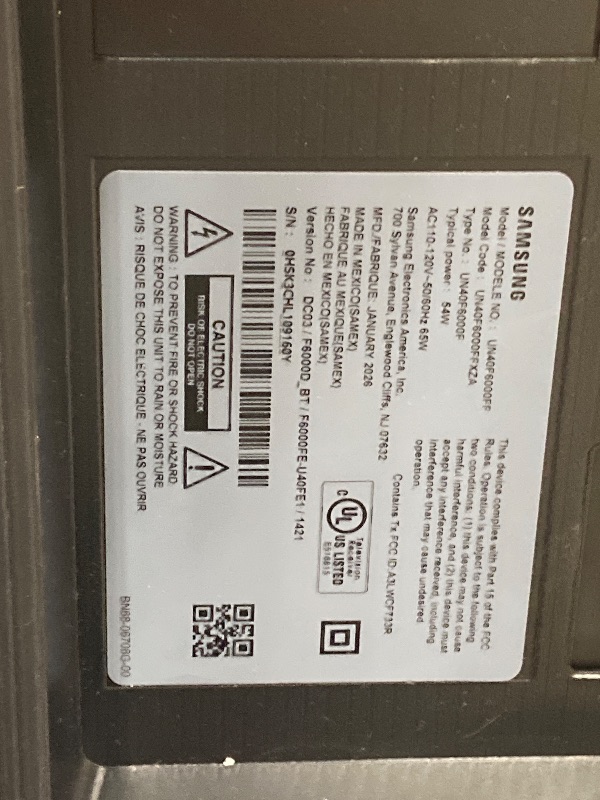 SAMSUNG
Model / MODELE NO. : UN40F6000FF
Model Code : UN40F6000FFXZA
Type No. : UN40F6000F
Typical power : 54W
AC110-120V~50/60Hz 65W
Samsung Electronics America, Inc.
700 Sylvan Avenue, Englewood Cliffs, NJ 07632
MFD./FABRIQUE: JANUARY 2026
MADE IN MEXICO(SAMEX)
FABRIQUE AU MEXIQUE(SAMEX)
HECHO EN MEXICO(SAMEX)
Version No : DC03 / F6000D_BT / F6000FE-U40FE1 / 1421
S/N : 0H5K3CHL109160Y
This device complies with Part 15 of the FCC
Rules. Operation is subject to the following
two conditions: (1) this device may not cause
harmful interference, and (2) this device must
accept any interference received, including
interference that may cause undesired
operation.
Contains Tx FCC ID:A3LWCF733R
C UL US LISTED
Television
Receiver
CAUTION
RISK OF ELECTRIC SHOCK
DO NOT OPEN
WARNING : TO PREVENT FIRE OR SHOCK HAZARD
DO NOT EXPOSE THIS UNIT TO RAIN OR MOISTURE
AVIS : RISQUE DE CHOC ELECTRIQUE - NE PAS OUVRIR
BN68-06708G-00